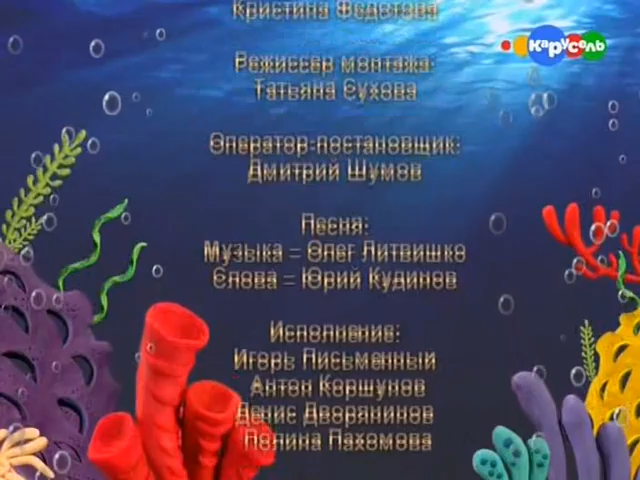 Кристина Федотова
карусель
Режиссёр монтажа:
Татьяна Сухова
Оператор-постановщик:
Дмитрий Шумов
Песня:
Музыка – Олег Литвишко
Слова – Юрий Кудинов
Исполнение:
Игорь Письменный
Антон Коршунов
Денис Дворянинов
Полина Пахомова